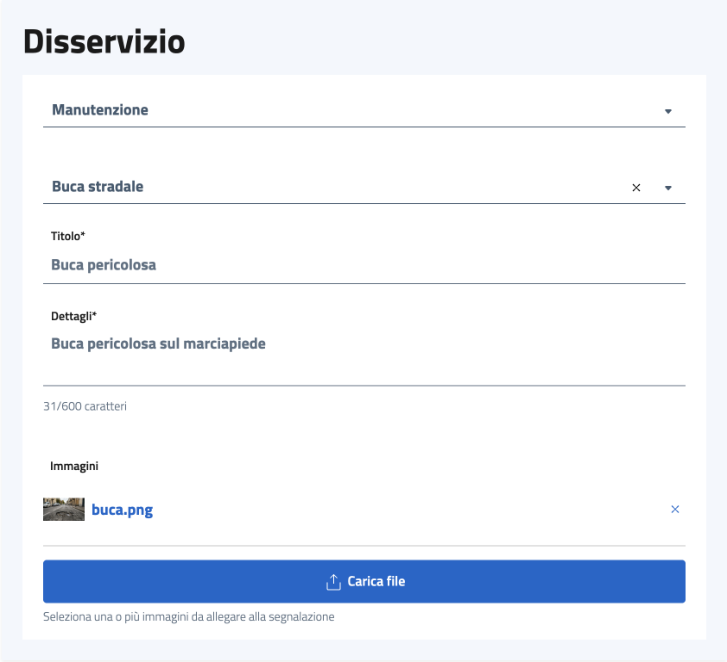 Disservizio
Manutenzione
Buca stradale
Titolo*
Buca pericolosa
Dettagli*
Buca pericolosa sul marciapiede
31/600 caratteri
Immagini
buca.png
Carica file
Seleziona una o più immagini da allegare alla segnalazione